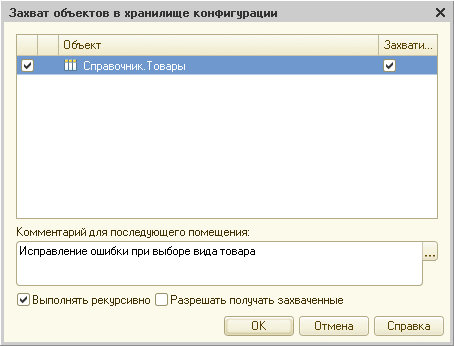 Захват объектов в хранилище конфигурации
Объект Захвати...
Справочник.Товары
Комментарий для последующего помещения:
Исправление ошибки при выборе вида товара
...
Выполнять рекурсивно Разрешать получать захваченные
OK Отмена Справка